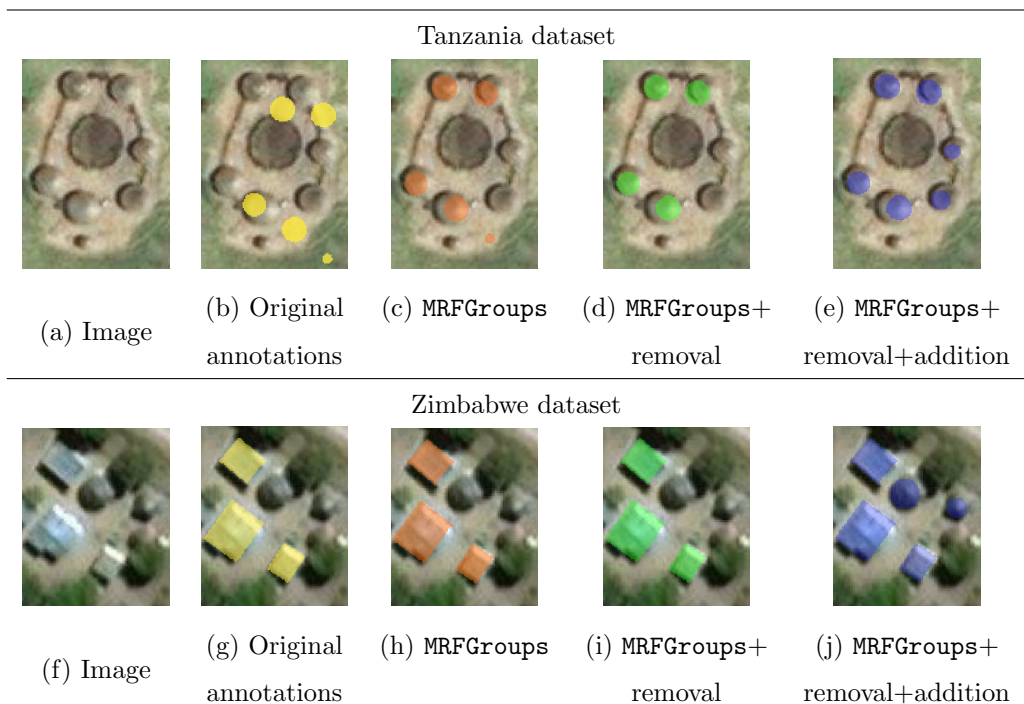 Tanzania dataset
(a) Image
(b) Original
annotations
(c) MRFGroups
(d) MRFGroups+
removal
(e) MRFGroups+
removal+addition
Zimbabwe dataset
(f) Image
(g) Original
annotations
(h) MRFGroups
(i) MRFGroups+
removal
(j) MRFGroups+
removal+addition